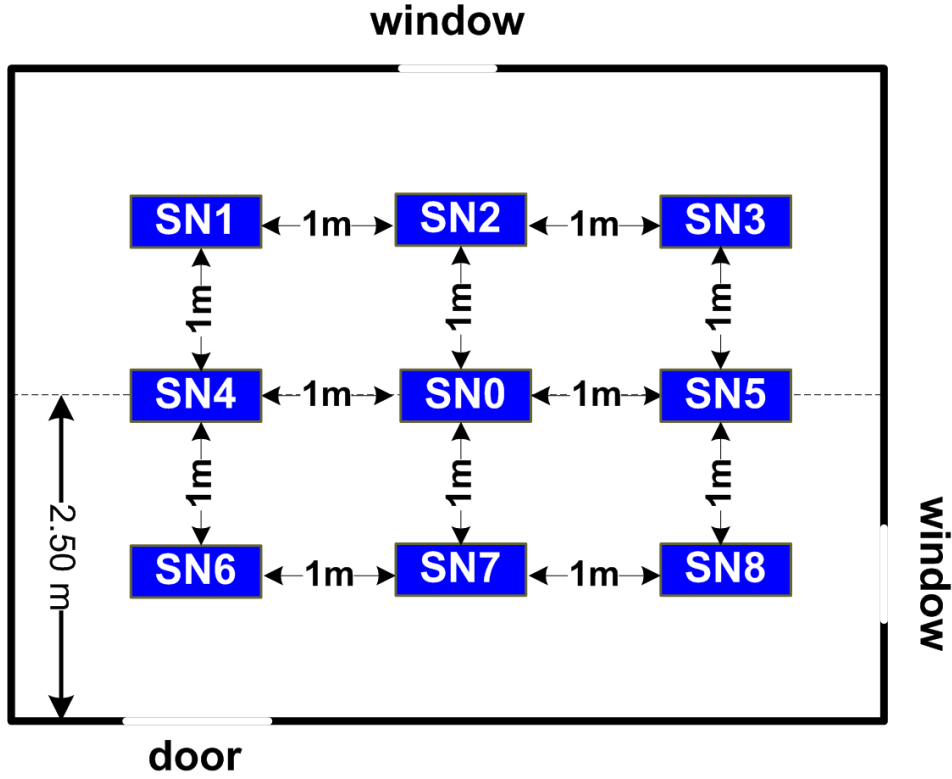 window
SN1 1m SN2 1m SN3
1m 1m 1m
SN4 1m SN0 1m SN5
1m 1m 1m
2.50 m
SN6 1m SN7 1m SN8
window
door